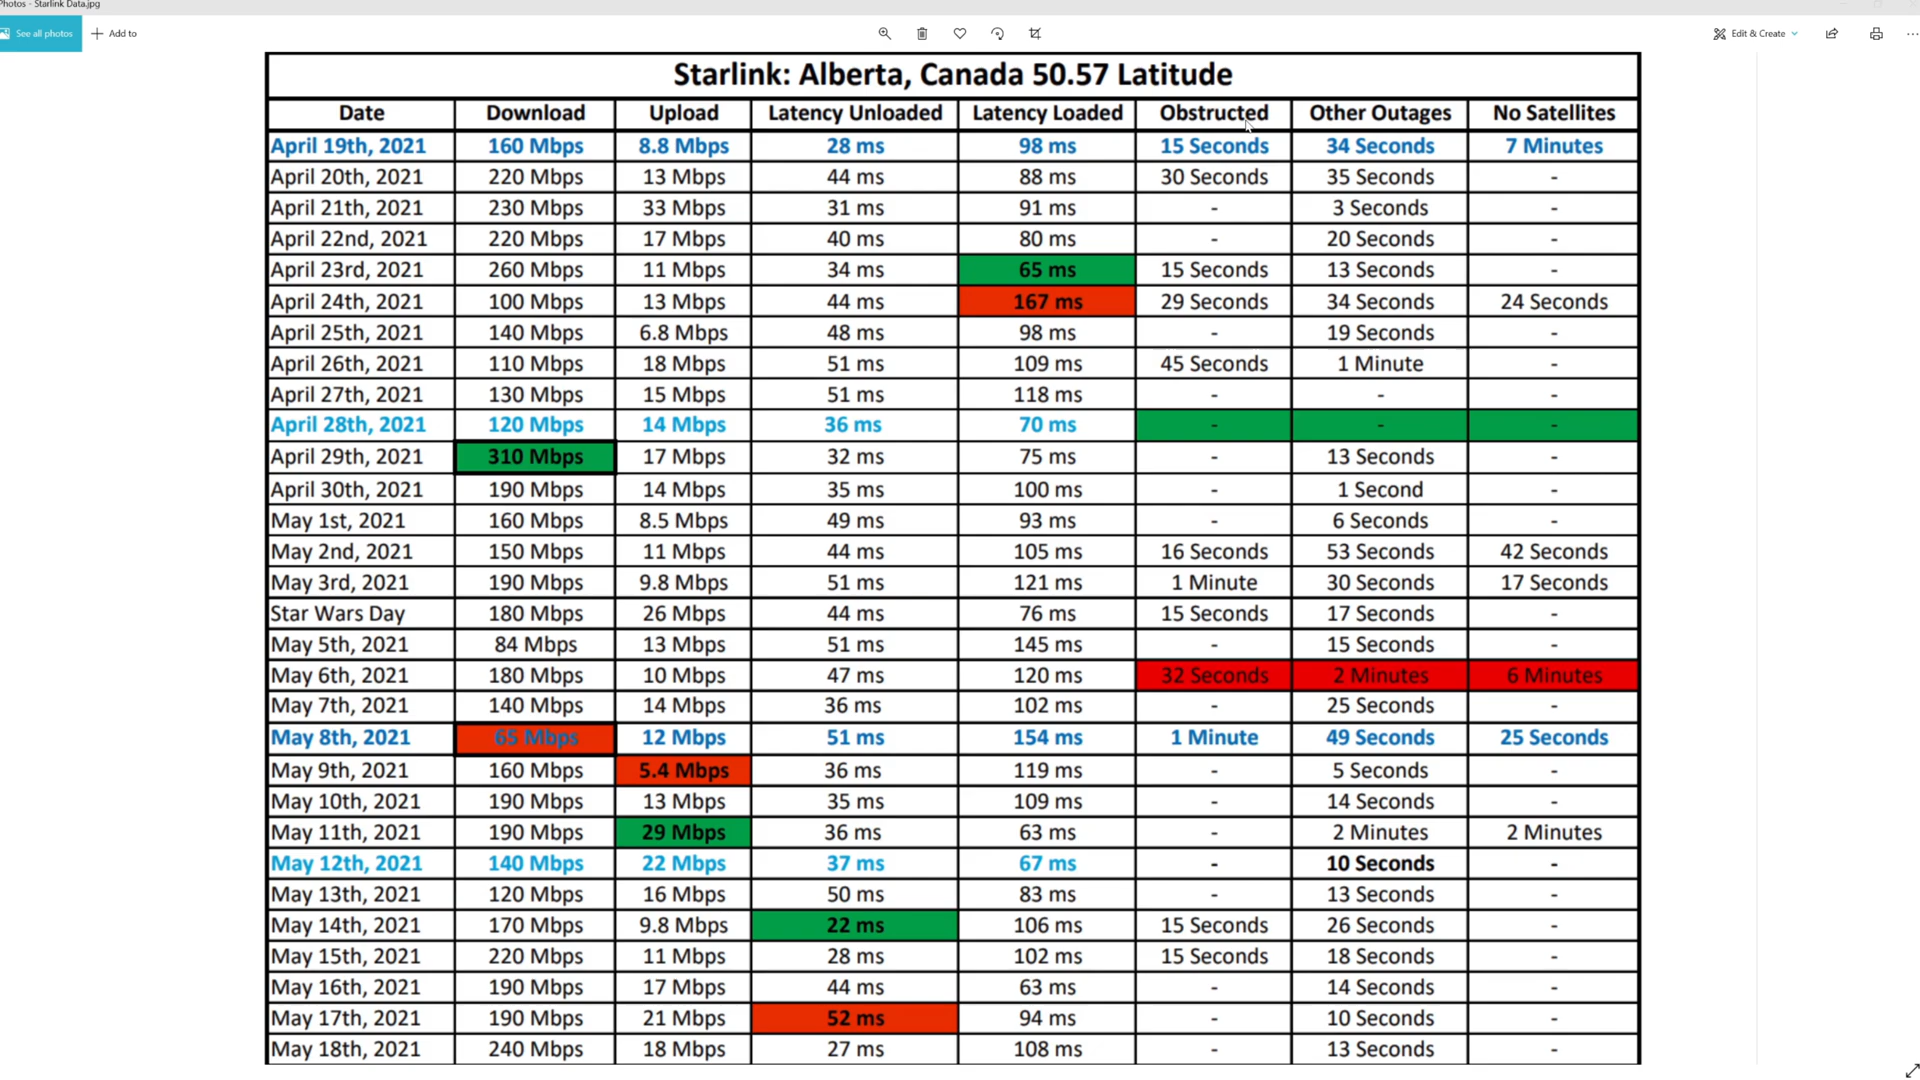 Photos - Starlink Data.jpg
See all photos + Add to Edit & Create
Starlink: Alberta, Canada 50.57 Latitude
Date Download Upload Latency Unloaded Latency Loaded Obstructed Other Outages No Satellites
April 19th, 2021 160 Mbps 8.8 Mbps 28 ms 98 ms 15 Seconds 34 Seconds 7 Minutes
April 20th, 2021 220 Mbps 13 Mbps 44 ms 88 ms 30 Seconds 35 Seconds -
April 21th, 2021 230 Mbps 33 Mbps 31 ms 91 ms - 3 Seconds -
April 22nd, 2021 220 Mbps 17 Mbps 40 ms 80 ms - 20 Seconds -
April 23rd, 2021 260 Mbps 11 Mbps 34 ms 65 ms 15 Seconds 13 Seconds -
April 24th, 2021 100 Mbps 13 Mbps 44 ms 167 ms 29 Seconds 34 Seconds 24 Seconds
April 25th, 2021 140 Mbps 6.8 Mbps 48 ms 98 ms - 19 Seconds -
April 26th, 2021 110 Mbps 18 Mbps 51 ms 109 ms 45 Seconds 1 Minute -
April 27th, 2021 130 Mbps 15 Mbps 51 ms 118 ms - - -
April 28th, 2021 120 Mbps 14 Mbps 36 ms 70 ms - - -
April 29th, 2021 310 Mbps 17 Mbps 32 ms 75 ms - 13 Seconds -
April 30th, 2021 190 Mbps 14 Mbps 35 ms 100 ms - 1 Second -
May 1st, 2021 160 Mbps 8.5 Mbps 49 ms 93 ms - 6 Seconds -
May 2nd, 2021 150 Mbps 11 Mbps 44 ms 105 ms 16 Seconds 53 Seconds 42 Seconds
May 3rd, 2021 190 Mbps 9.8 Mbps 51 ms 121 ms 1 Minute 30 Seconds 17 Seconds
Star Wars Day 180 Mbps 26 Mbps 44 ms 76 ms 15 Seconds 17 Seconds -
May 5th, 2021 84 Mbps 13 Mbps 51 ms 145 ms - 15 Seconds -
May 6th, 2021 180 Mbps 10 Mbps 47 ms 120 ms 32 Seconds 2 Minutes 6 Minutes
May 7th, 2021 140 Mbps 14 Mbps 36 ms 102 ms - 25 Seconds -
May 8th, 2021 65 Mbps 12 Mbps 51 ms 154 ms 1 Minute 49 Seconds 25 Seconds
May 9th, 2021 160 Mbps 5.4 Mbps 36 ms 119 ms - 5 Seconds -
May 10th, 2021 190 Mbps 13 Mbps 35 ms 109 ms - 14 Seconds -
May 11th, 2021 190 Mbps 29 Mbps 36 ms 63 ms - 2 Minutes 2 Minutes
May 12th, 2021 140 Mbps 22 Mbps 37 ms 67 ms - 10 Seconds -
May 13th, 2021 120 Mbps 16 Mbps 50 ms 83 ms - 13 Seconds -
May 14th, 2021 170 Mbps 9.8 Mbps 22 ms 106 ms 15 Seconds 26 Seconds -
May 15th, 2021 220 Mbps 11 Mbps 28 ms 102 ms 15 Seconds 18 Seconds -
May 16th, 2021 190 Mbps 17 Mbps 44 ms 63 ms - 14 Seconds -
May 17th, 2021 190 Mbps 21 Mbps 52 ms 94 ms - 10 Seconds -
May 18th, 2021 240 Mbps 18 Mbps 27 ms 108 ms - 13 Seconds -